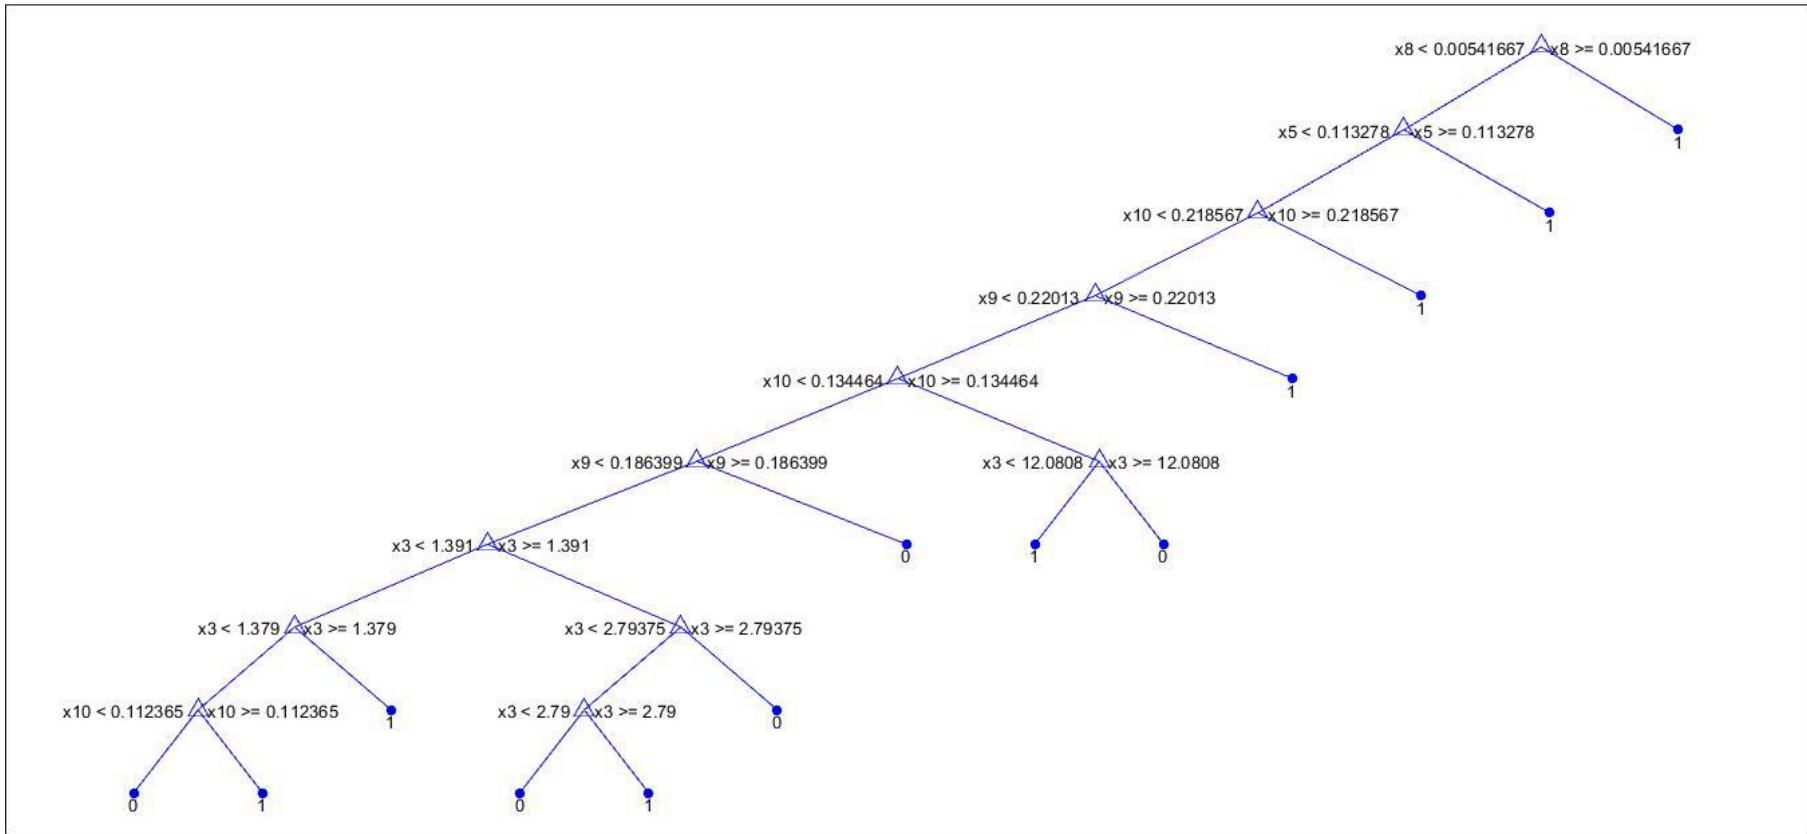 x8 < 0.00541667 x8 >= 0.00541667
x5 < 0.113278 x5 >= 0.113278
1
x10 < 0.218567 x10 >= 0.218567
1
x9 < 0.22013 x9 >= 0.22013
1
x10 < 0.134464 x10 >= 0.134464
1
x9 < 0.186399 x9 >= 0.186399
x3 < 12.0808 x3 >= 12.0808
x3 < 1.391 x3 >= 1.391
0
1
0
x3 < 1.379 x3 >= 1.379
x3 < 2.79375 x3 >= 2.79375
x10 < 0.112365 x10 >= 0.112365
1
x3 < 2.79 x3 >= 2.79
0
0
1
0
1